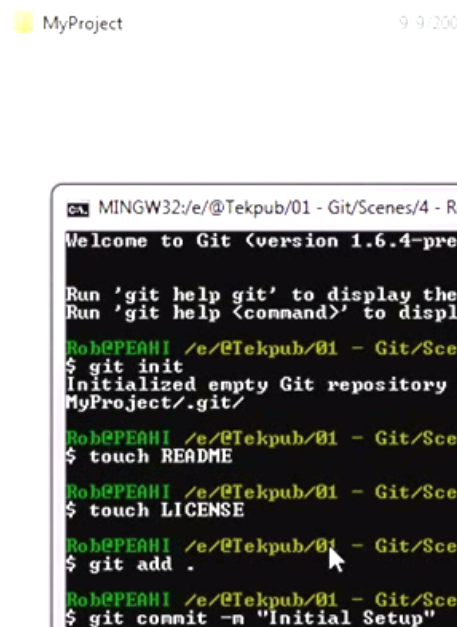 MyProject 9 9 200
MINGW32:/e/@Tekpub/01 - Git/Scenes/4 - R
Welcome to Git (version 1.6.4-pre
Run 'git help git' to display the
Run 'git help <command>' to displ
Rob@PEAHI /e/@Tekpub/01 - Git/Sce
$ git init
Initialized empty Git repository
MyProject/.git/
Rob@PEAHI /e/@Tekpub/01 - Git/Sce
$ touch README
Rob@PEAHI /e/@Tekpub/01 - Git/Sce
$ touch LICENSE
Rob@PEAHI /e/@Tekpub/01 - Git/Sce
$ git add .
Rob@PEAHI /e/@Tekpub/01 - Git/Sce
$ git commit -m "Initial Setup"